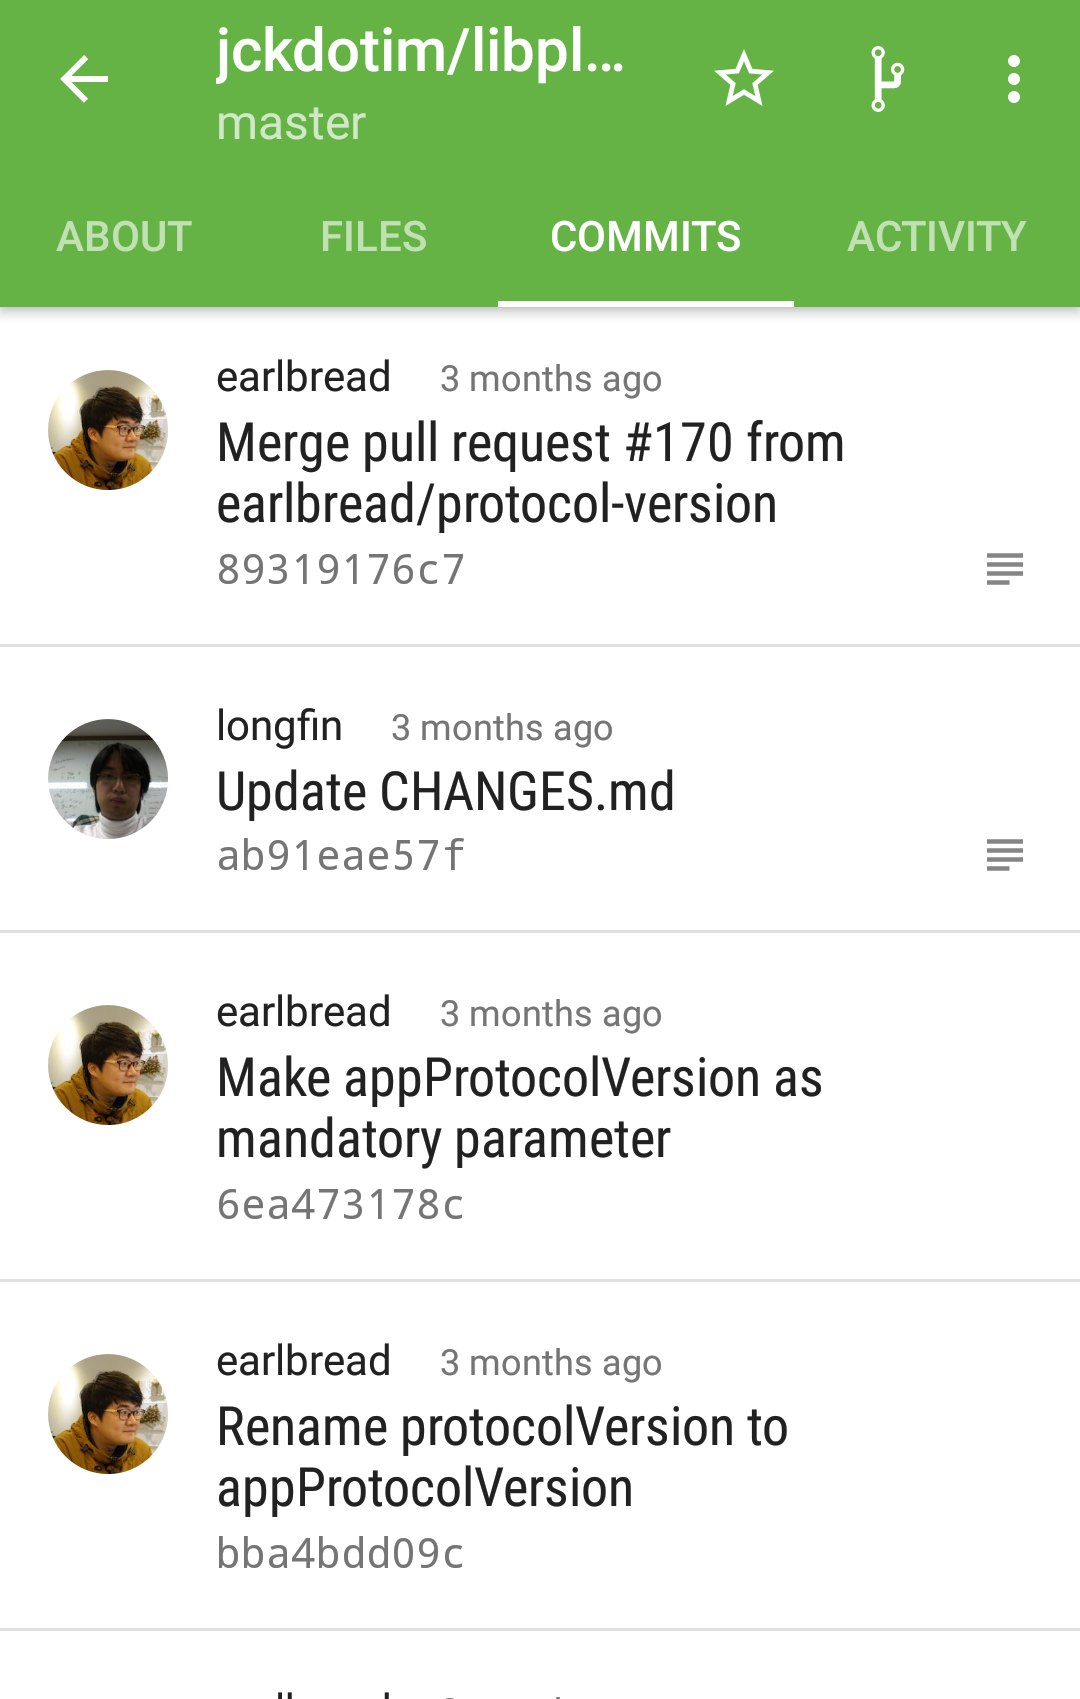 jckdotim/libpl...
master
ABOUT FILES COMMITS ACTIVITY
earlbread 3 months ago
Merge pull request #170 from
earlbread/protocol-version
89319176c7
longfin 3 months ago
Update CHANGES.md
ab91eae57f
earlbread 3 months ago
Make appProtocolVersion as
mandatory parameter
6ea473178c
earlbread 3 months ago
Rename protocolVersion to
appProtocolVersion
bba4bdd09c